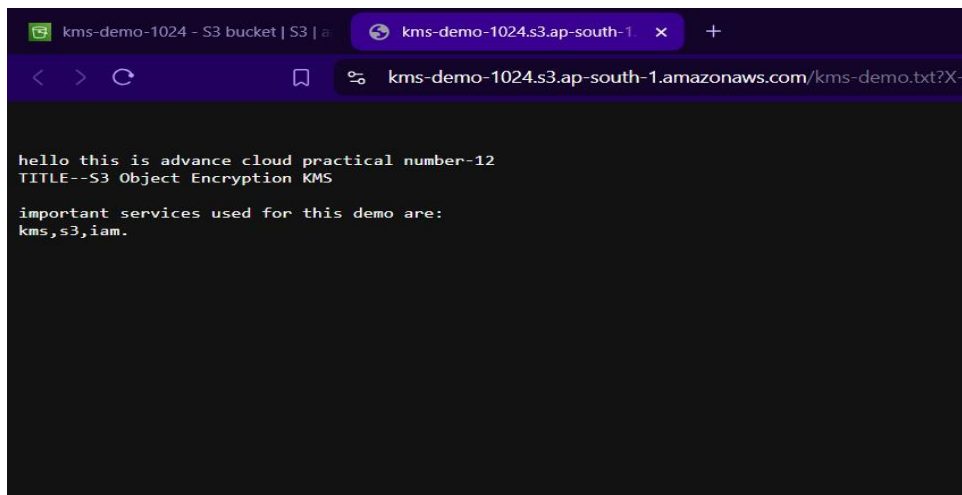 kms-demo-1024 - S3 bucket | S3 | a
kms-demo-1024.s3.ap-south-1.
kms-demo-1024.s3.ap-south-1.amazonaws.com/kms-demo.txt?X-
hello this is advance cloud practical number-12
TITLE--S3 Object Encryption KMS
important services used for this demo are:
kms,s3,iam.